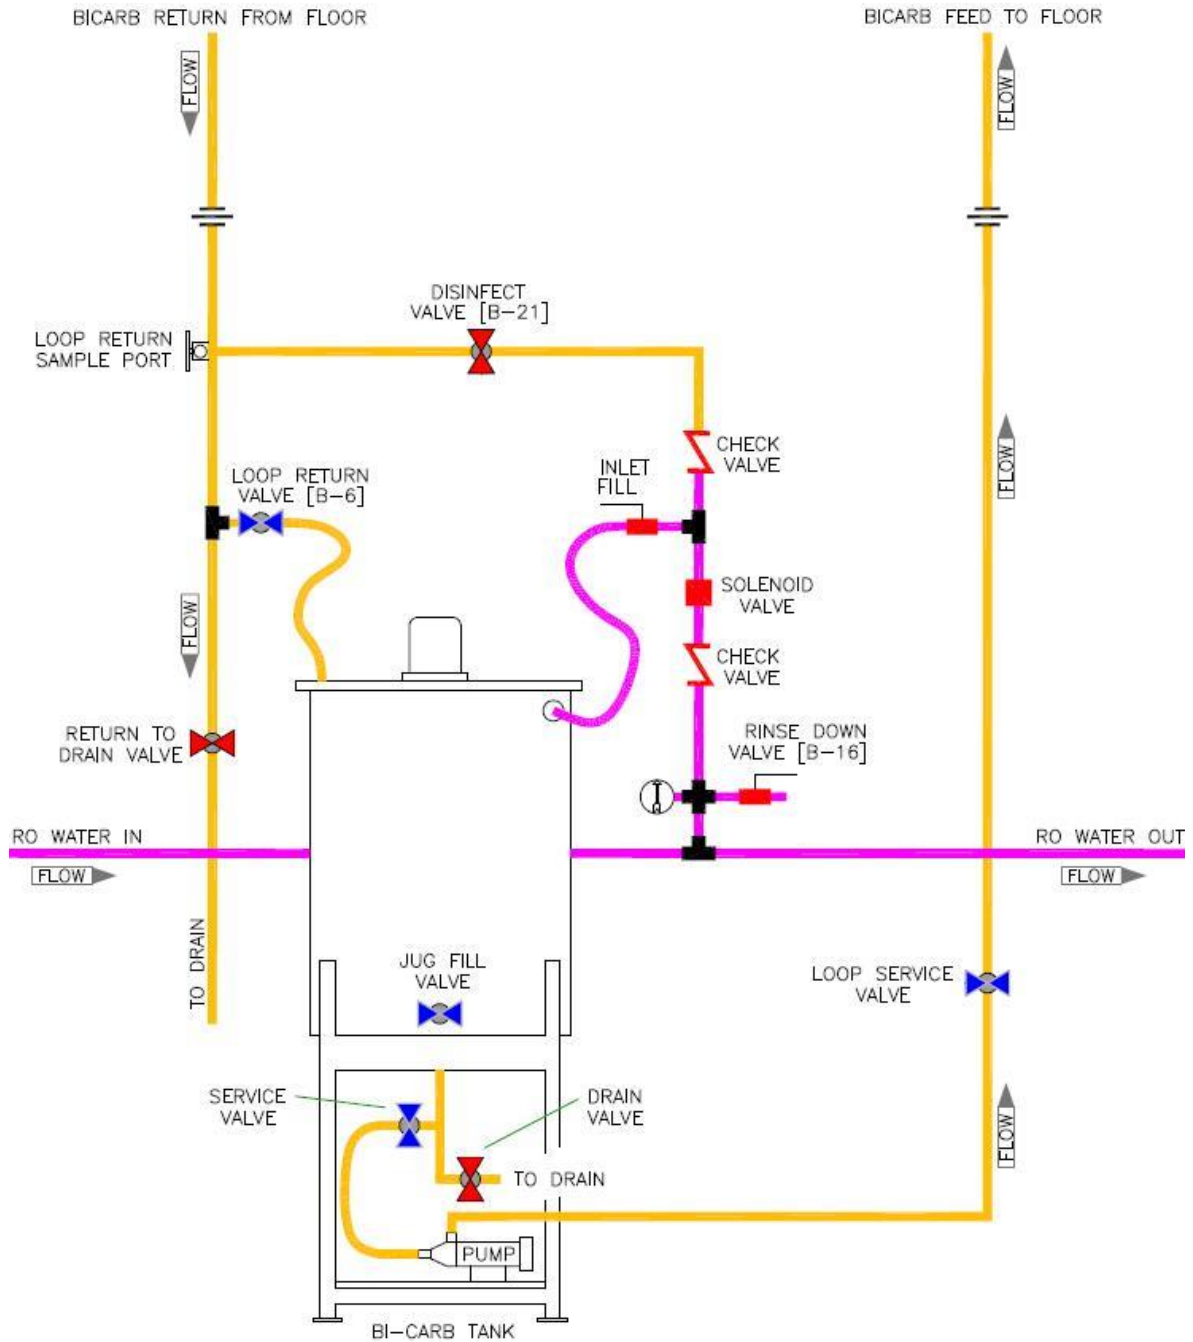 BICARB RETURN FROM FLOOR
BICARB FEED TO FLOOR
FLOW
FLOW
DISINFECT
VALVE [B-21]
LOOP RETURN
SAMPLE PORT
CHECK
VALVE
INLET
FILL
LOOP RETURN
VALVE [B-6]
FLOW
SOLENOID
VALVE
FLOW
CHECK
VALVE
RETURN TO
DRAIN VALVE
RINSE DOWN
VALVE [B-16]
RO WATER IN
RO WATER OUT
FLOW
FLOW
TO DRAIN
JUG FILL
VALVE
LOOP SERVICE
VALVE
SERVICE
VALVE
DRAIN
VALVE
FLOW
TO DRAIN
PUMP
BI-CARB TANK